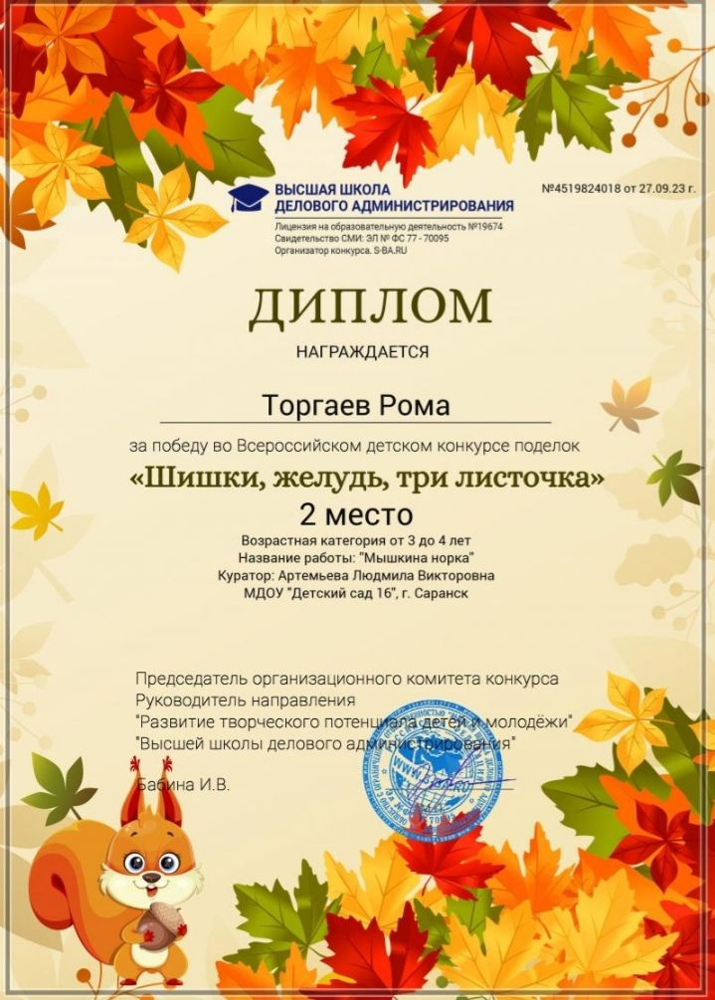 ВЫСШАЯ ШКОЛА
ДЕЛОВОГО АДМИНИСТРИРОВАНИЯ
№4519824018 от 27.09.23 г.
Лицензия на образовательную деятельность №19674
Свидетельство СМИ: ЭЛ № ФС 77 - 70095
Организатор конкурса. S-BA.RU
ДИПЛОМ
НАГРАЖДАЕТСЯ
Торгаев Рома
за победу во Всероссийском детском конкурсе поделок
«Шишки, желудь, три листочка»
2 место
Возрастная категория от 3 до 4 лет
Название работы: "Мышкина норка"
Куратор: Артемьева Людмила Викторовна
МДОУ "Детский сад 16", г. Саранск
Председатель организационного комитета конкурса
Руководитель направления
"Развитие творческого потенциала детей и молодёжи"
"Высшей школы делового администрирования"
Бабина И.В.